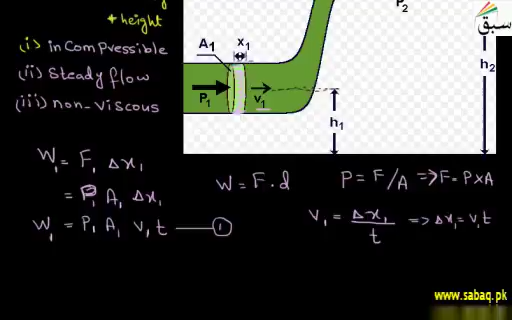 + height
(i) incompressible
(ii) Steady flow
(iii) non-viscous
A1
x1
P1
v1
h1
P2
h2
سبق
W₁ = F₁ Δx₁
= P₁ A₁ Δx₁
W₁ = P₁ A₁ v₁ t —— ①
W = F . d
P = F/A ⇒ F = P×A
v₁ = Δx₁ / t ⇒ Δx₁ = v₁t
www.sabaq.pk